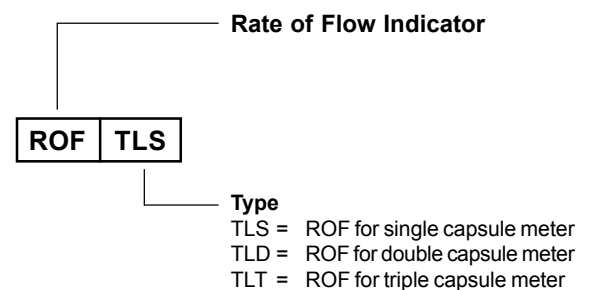 Rate of Flow Indicator
ROF TLS
Type
TLS = ROF for single capsule meter
TLD = ROF for double capsule meter
TLT = ROF for triple capsule meter